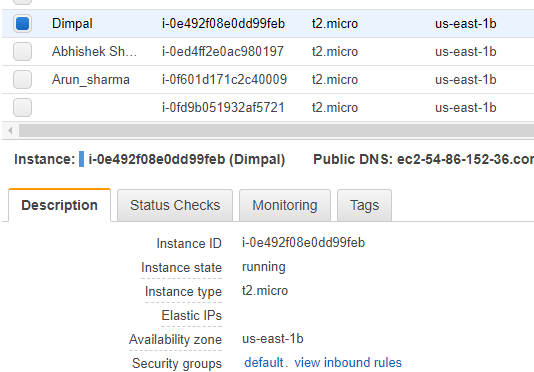 Dimpal i-0e492f08e0dd99feb t2.micro us-east-1b
Abhishek Sh... i-0ed4ff2e0ac980197 t2.micro us-east-1b
Arun_sharma i-0f601d171c2c40009 t2.micro us-east-1b
i-0fd9b051932af5721 t2.micro us-east-1b
Instance: i-0e492f08e0dd99feb (Dimpal) Public DNS: ec2-54-86-152-36.cor
Description Status Checks Monitoring Tags
Instance ID i-0e492f08e0dd99feb
Instance state running
Instance type t2.micro
Elastic IPs
Availability zone us-east-1b
Security groups default. view inbound rules